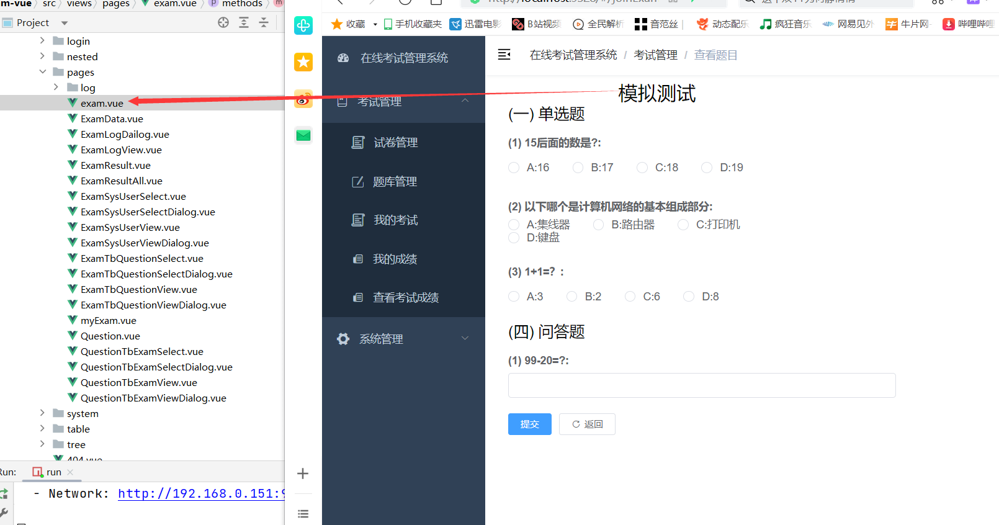 m-vue
src
views
pages
exam.vue
methods
Project
login
nested
pages
log
exam.vue
ExamData.vue
ExamLogDailog.vue
ExamLogView.vue
ExamResult.vue
ExamResultAll.vue
ExamSysUserSelect.vue
ExamSysUserSelectDialog.vue
ExamSysUserView.vue
ExamSysUserViewDialog.vue
ExamTbQuestionSelect.vue
ExamTbQuestionSelectDialog.vue
ExamTbQuestionView.vue
ExamTbQuestionViewDialog.vue
myExam.vue
Question.vue
QuestionTbExamSelect.vue
QuestionTbExamSelectDialog.vue
QuestionTbExamView.vue
QuestionTbExamViewDialog.vue
system
table
tree
404.vue
Run:
run
- Network: http://192.168.0.151:9
收藏
手机收藏夹
迅雷电影
B站视频
全民解析
音范丝
动态配乐
疯狂音乐
网易见外
牛片网
哔哩哔哩
在线考试管理系统
考试管理
试卷管理
题库管理
我的考试
我的成绩
查看考试成绩
系统管理
在线考试管理系统 / 考试管理 / 查看题目
模拟测试
(一) 单选题
(1) 15后面的数是?:
A:16 B:17 C:18 D:19
(2) 以下哪个是计算机网络的基本组成部分:
A:集线器 B:路由器 C:打印机
D:键盘
(3) 1+1=? :
A:3 B:2 C:6 D:8
(四) 问答题
(1) 99-20=?:
提交 返回